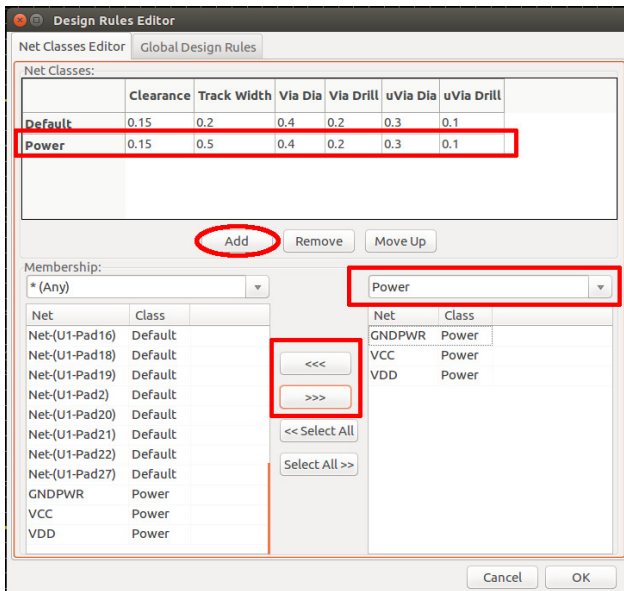 Design Rules Editor
Net Classes Editor Global Design Rules
Net Classes:
Clearance Track Width Via Dia Via Drill uVia Dia uVia Drill
Default 0.15 0.2 0.4 0.2 0.3 0.1
Power 0.15 0.5 0.4 0.2 0.3 0.1
Add Remove Move Up
Membership:
* (Any) Power
Net Class Net Class
Net-(U1-Pad16) Default GNDPWR Power
Net-(U1-Pad18) Default VCC Power
Net-(U1-Pad19) Default VDD Power
Net-(U1-Pad2) Default
Net-(U1-Pad20) Default
Net-(U1-Pad21) Default
Net-(U1-Pad22) Default
Net-(U1-Pad27) Default
GNDPWR Power
VCC Power
VDD Power
<<<
>>>
<< Select All
Select All >>
Cancel OK